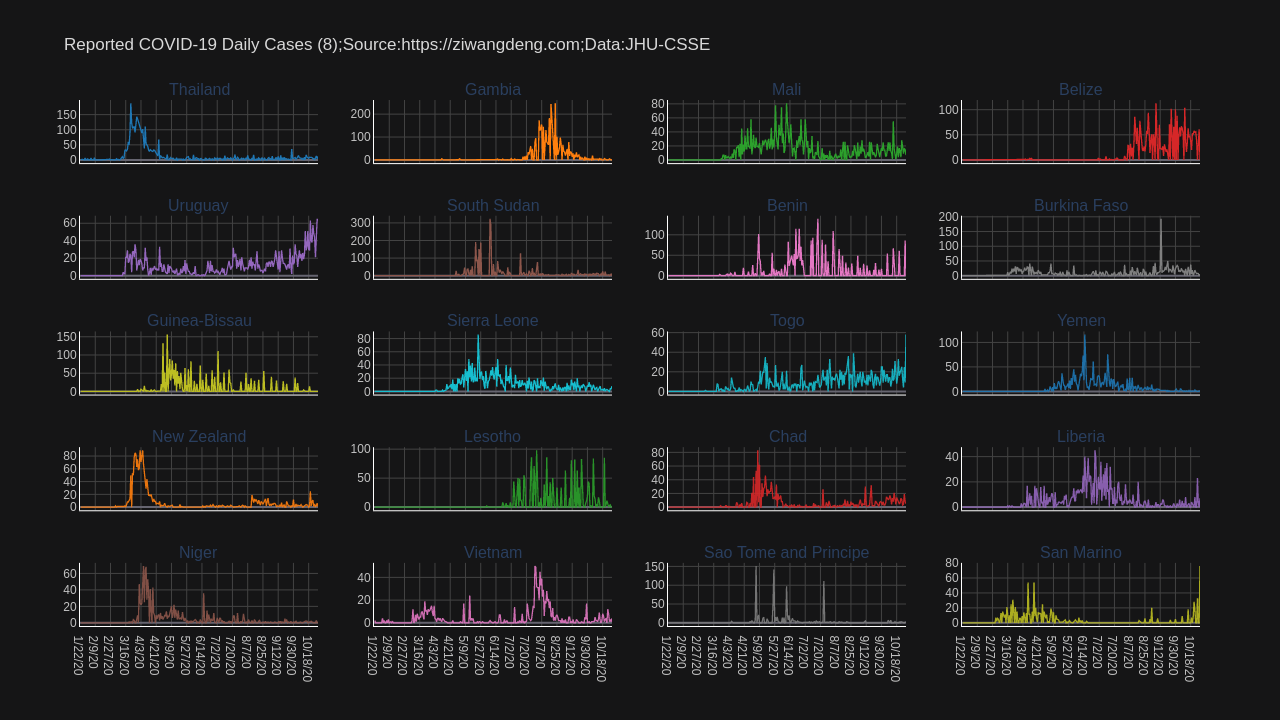 Reported COVID-19 Daily Cases (8);Source:https://ziwangdeng.com;Data:JHU-CSSE
Thailand Gambia Mali Belize
150 100 50 0
200 100 0
80 60 40 20 0
100 50 0
Uruguay South Sudan Benin Burkina Faso
60 40 20 0
300 200 100 0
100 50 0
200 150 100 50 0
Guinea-Bissau Sierra Leone Togo Yemen
150 100 50 0
80 60 40 20 0
60 40 20 0
100 50 0
New Zealand Lesotho Chad Liberia
80 60 40 20 0
100 50 0
80 60 40 20 0
40 20 0
Niger Vietnam Sao Tome and Principe San Marino
60 40 20 0
40 20 0
150 100 50 0
80 60 40 20 0
1/22/20 2/9/20 2/27/20 3/16/20 4/3/20 4/21/20 5/9/20 5/27/20 6/14/20 7/2/20 7/20/20 8/7/20 8/25/20 9/12/20 9/30/20 10/18/20
1/22/20 2/9/20 2/27/20 3/16/20 4/3/20 4/21/20 5/9/20 5/27/20 6/14/20 7/2/20 7/20/20 8/7/20 8/25/20 9/12/20 9/30/20 10/18/20
1/22/20 2/9/20 2/27/20 3/16/20 4/3/20 4/21/20 5/9/20 5/27/20 6/14/20 7/2/20 7/20/20 8/7/20 8/25/20 9/12/20 9/30/20 10/18/20
1/22/20 2/9/20 2/27/20 3/16/20 4/3/20 4/21/20 5/9/20 5/27/20 6/14/20 7/2/20 7/20/20 8/7/20 8/25/20 9/12/20 9/30/20 10/18/20